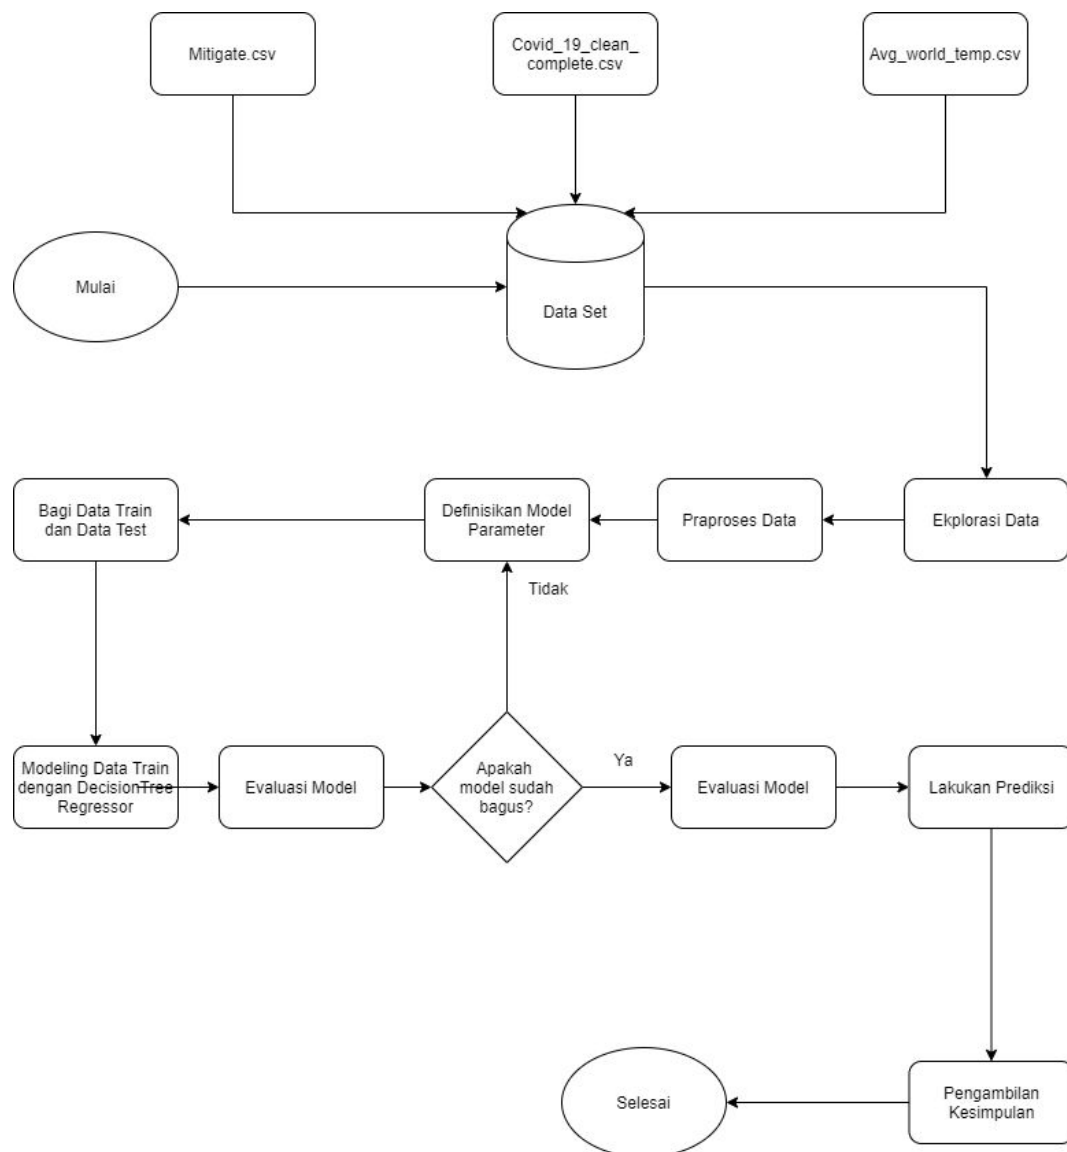 Mitigate.csv
Covid_19_clean_
complete.csv
Avg_world_temp.csv
Mulai
Data Set
Bagi Data Train
dan Data Test
Definisikan Model
Parameter
Praproses Data
Ekplorasi Data
Tidak
Modeling Data Train
dengan DecisionTree
Regressor
Evaluasi Model
Apakah
model sudah
bagus?
Ya
Evaluasi Model
Lakukan Prediksi
Selesai
Pengambilan
Kesimpulan